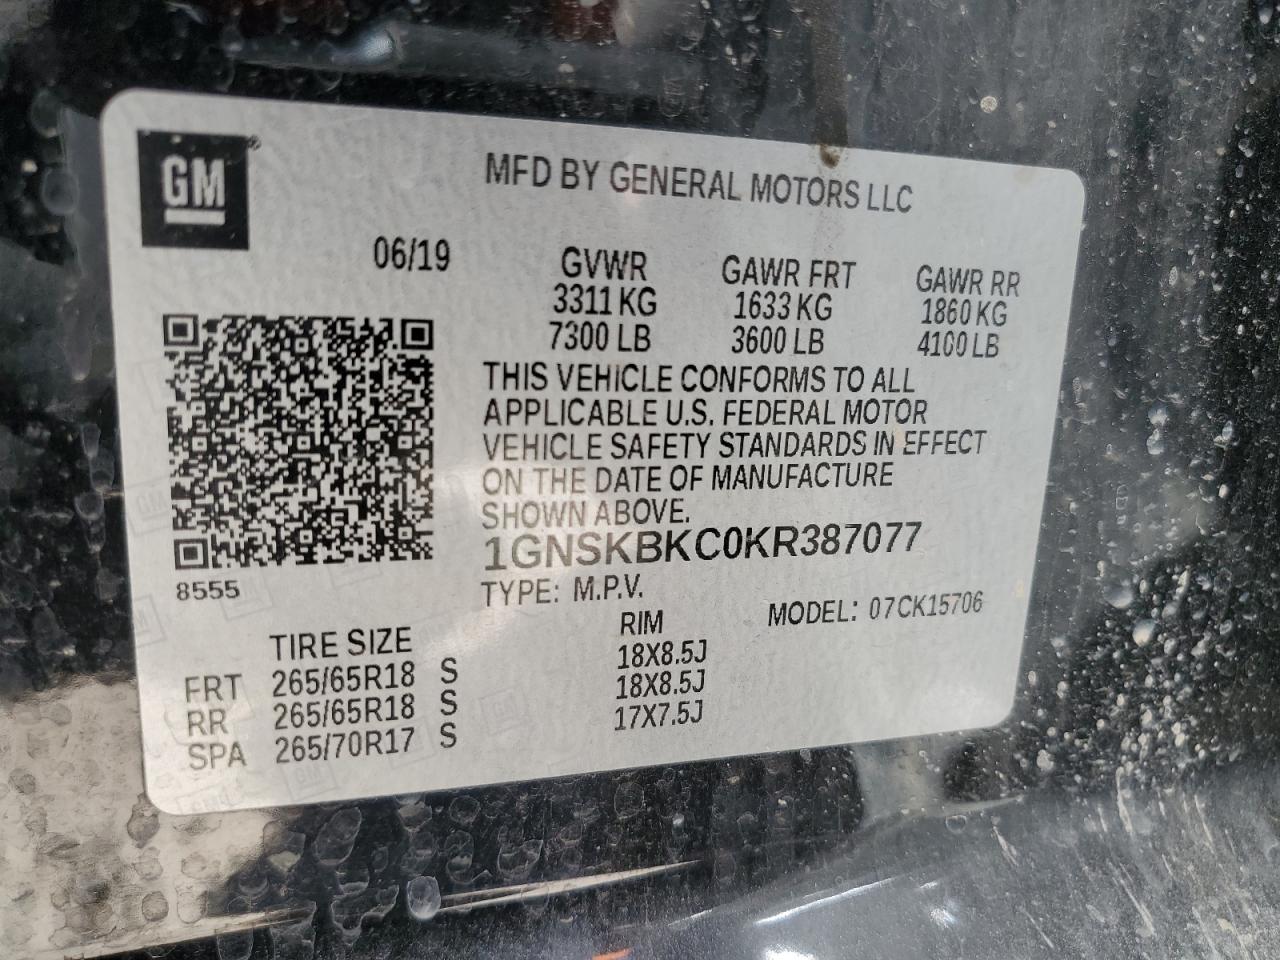 GM
MFD BY GENERAL MOTORS LLC
06/19 GVWR GAWR FRT GAWR RR
3311 KG 1633 KG 1860 KG
7300 LB 3600 LB 4100 LB
THIS VEHICLE CONFORMS TO ALL
APPLICABLE U.S. FEDERAL MOTOR
VEHICLE SAFETY STANDARDS IN EFFECT
ON THE DATE OF MANUFACTURE
SHOWN ABOVE.
1GNSKBKC0KR387077
8555
TYPE: M.P.V. MODEL: 07CK15706
TIRE SIZE RIM
FRT 265/65R18 S 18X8.5J
RR 265/65R18 S 18X8.5J
SPA 265/70R17 S 17X7.5J